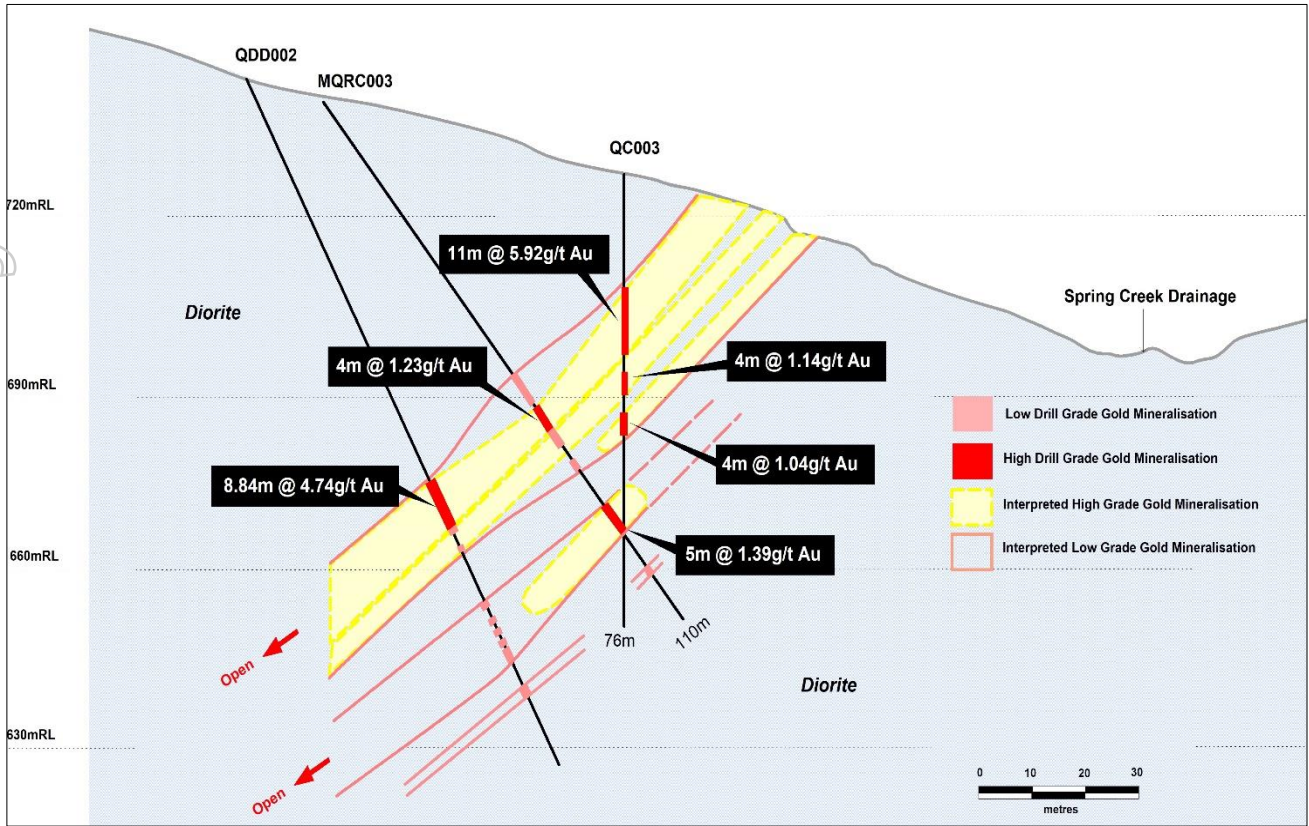 QDD002
MQRC003
QC003
720mRL
11m @ 5.92g/t Au
Spring Creek Drainage
Diorite
4m @ 1.23g/t Au
4m @ 1.14g/t Au
690mRL
Low Drill Grade Gold Mineralisation
High Drill Grade Gold Mineralisation
4m @ 1.04g/t Au
8.84m @ 4.74g/t Au
Interpreted High Grade Gold Mineralisation
Interpreted Low Grade Gold Mineralisation
660mRL
5m @ 1.39g/t Au
76m
110m
Open
Diorite
630mRL
Open
0 10 20 30
metres